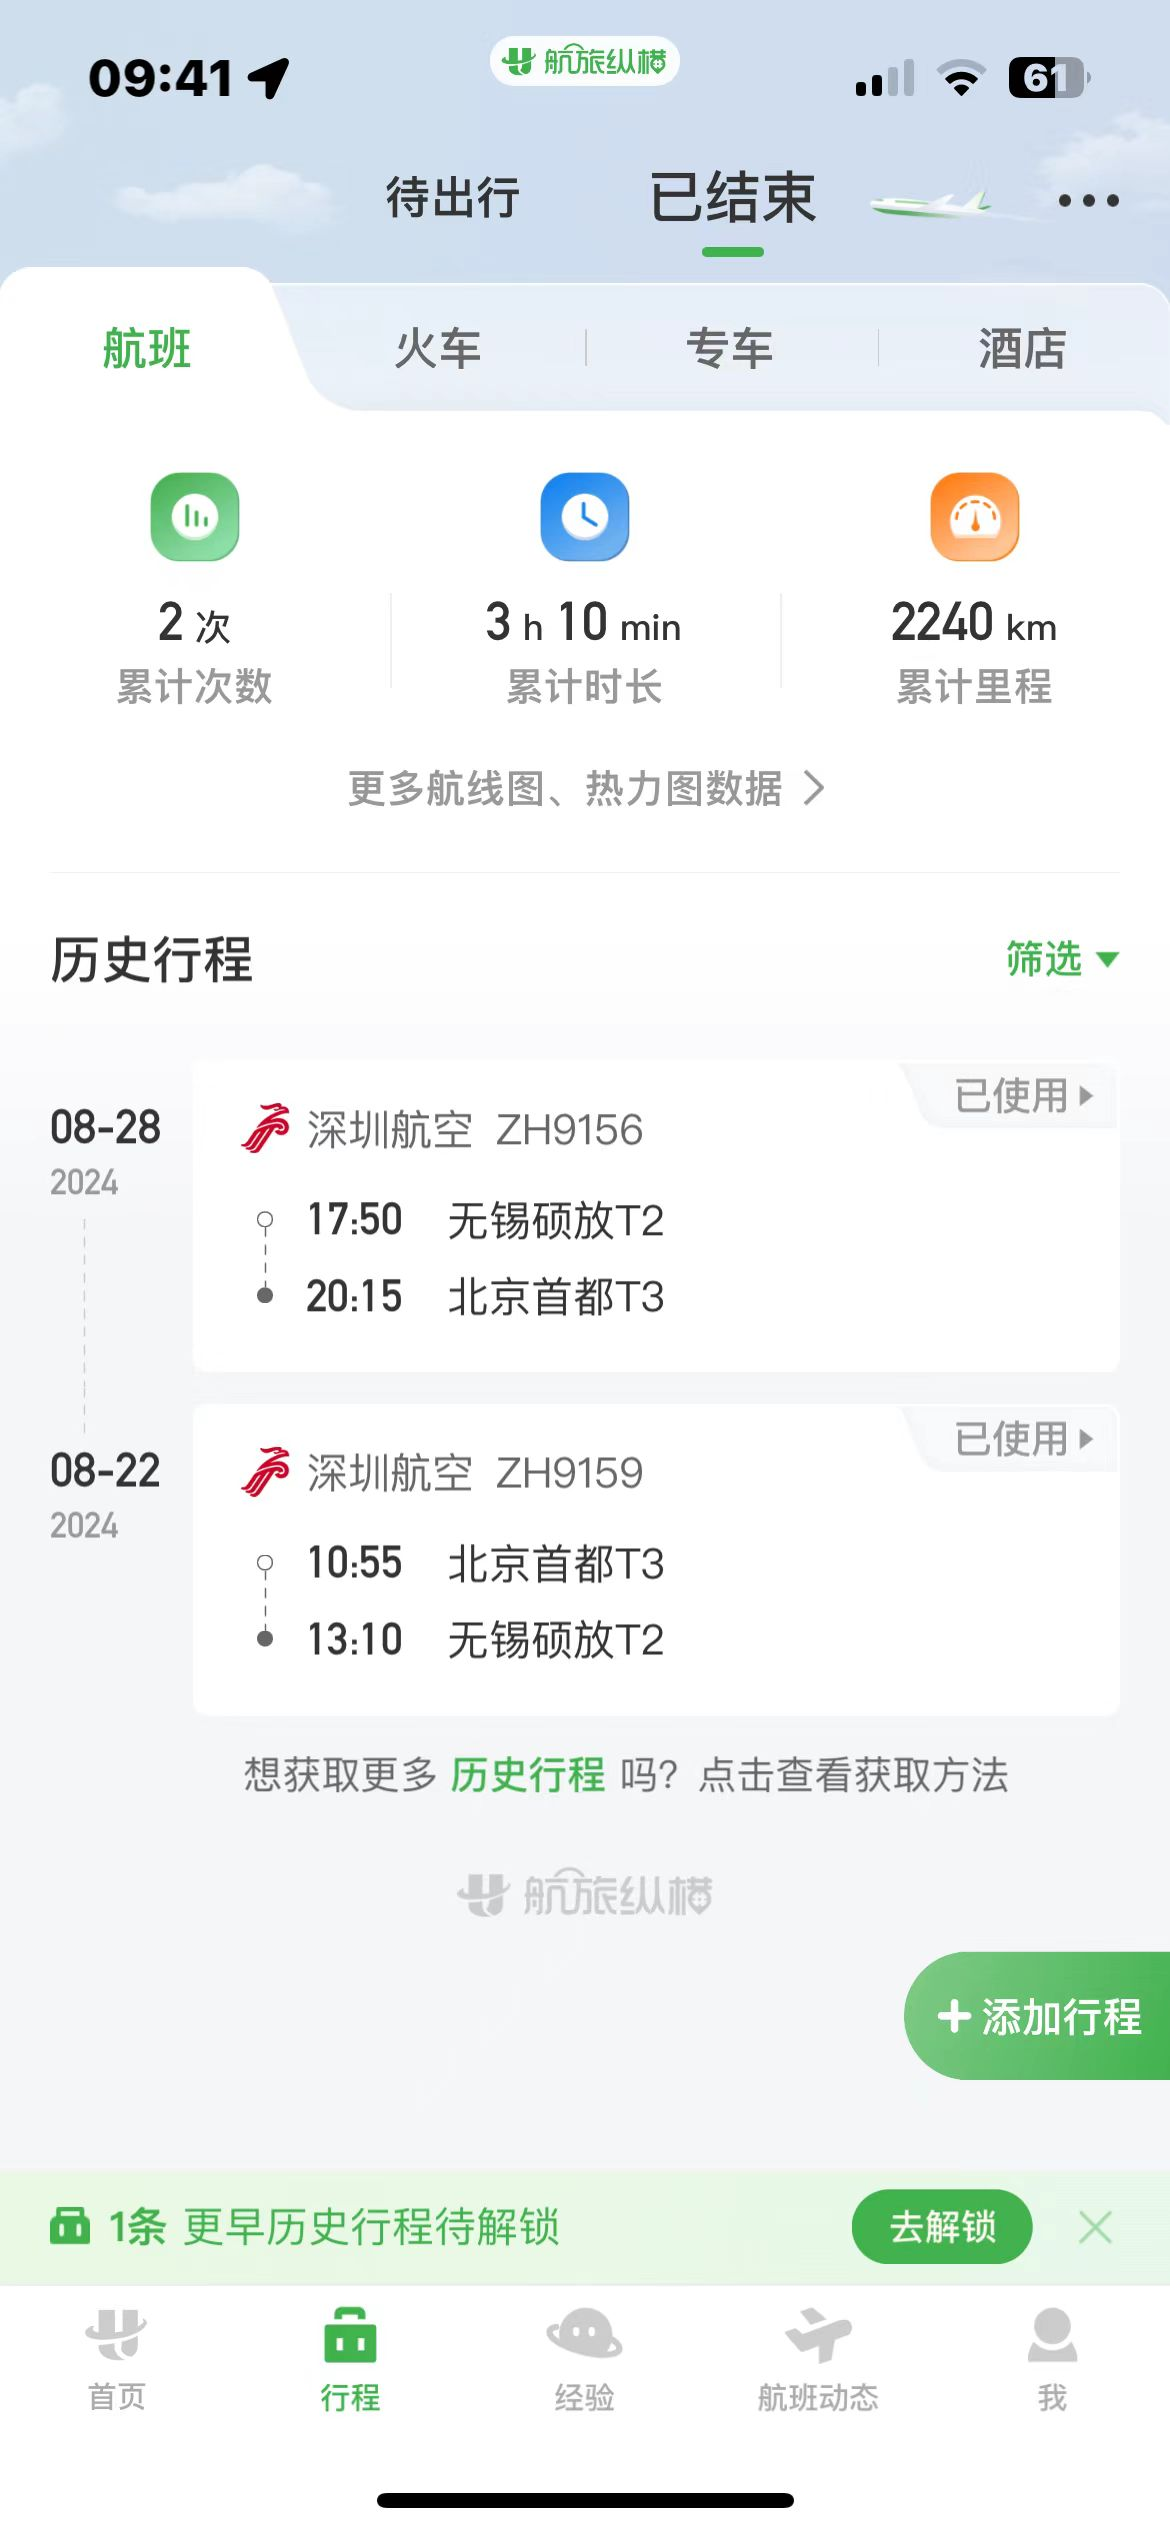 09:41
航旅纵横
61
待出行 已结束
航班 火车 专车 酒店
2 次 3 h 10 min 2240 km
累计次数 累计时长 累计里程
更多航线图、热力图数据
历史行程 筛选
08-28
2024
已使用
深圳航空 ZH9156
17:50 无锡硕放T2
20:15 北京首都T3
08-22
2024
已使用
深圳航空 ZH9159
10:55 北京首都T3
13:10 无锡硕放T2
想获取更多 历史行程 吗？点击查看获取方法
航旅纵横
添加行程
1条 更早历史行程待解锁 去解锁
首页 行程 经验 航班动态 我